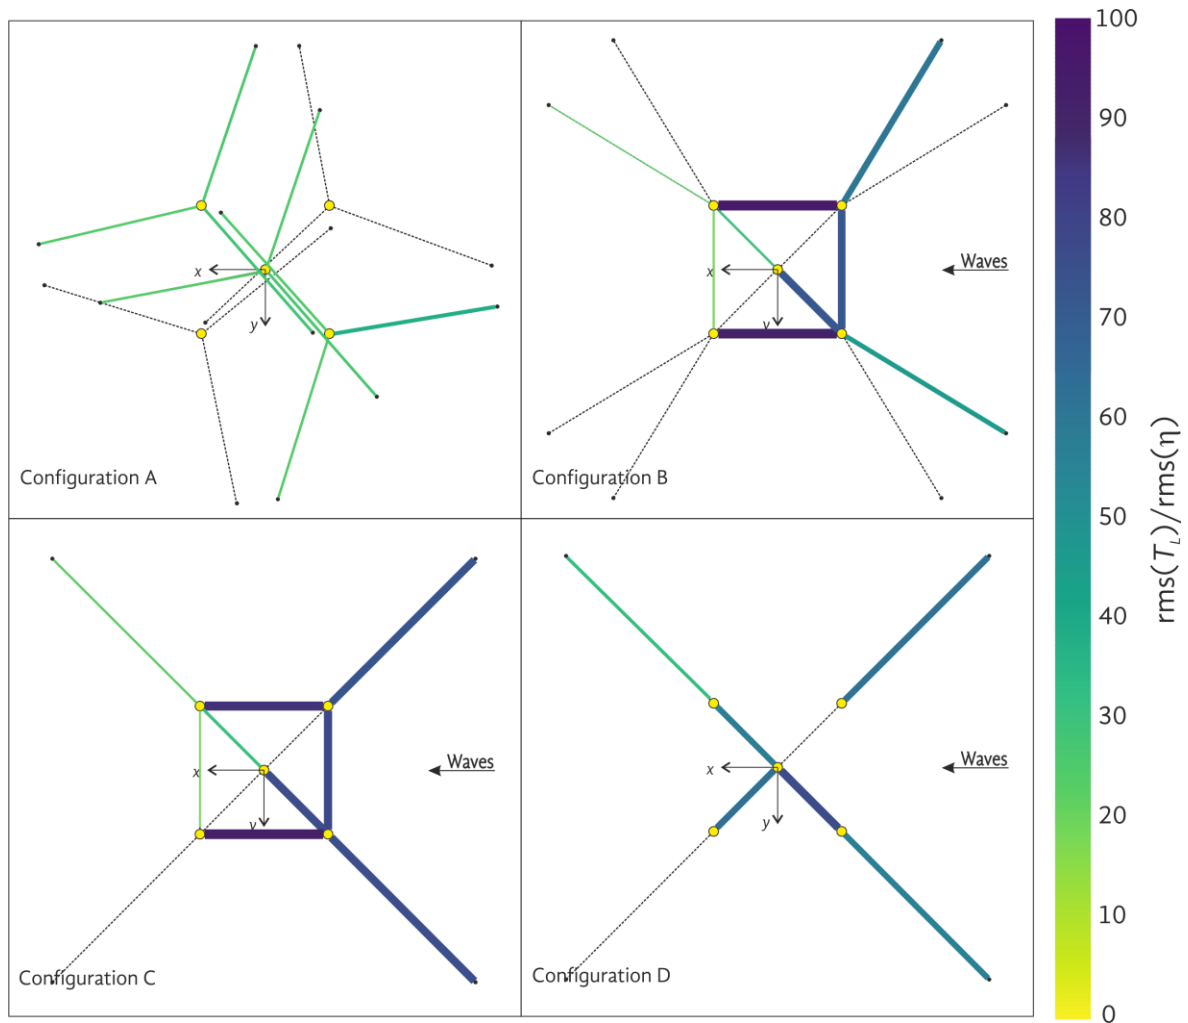 100
90
80
70
60
50
40
30
20
10
0
rms(T_L)/rms(η)
x
y
Configuration A
x
y
Waves
Configuration B
x
y
Waves
Configuration C
x
y
Waves
Configuration D